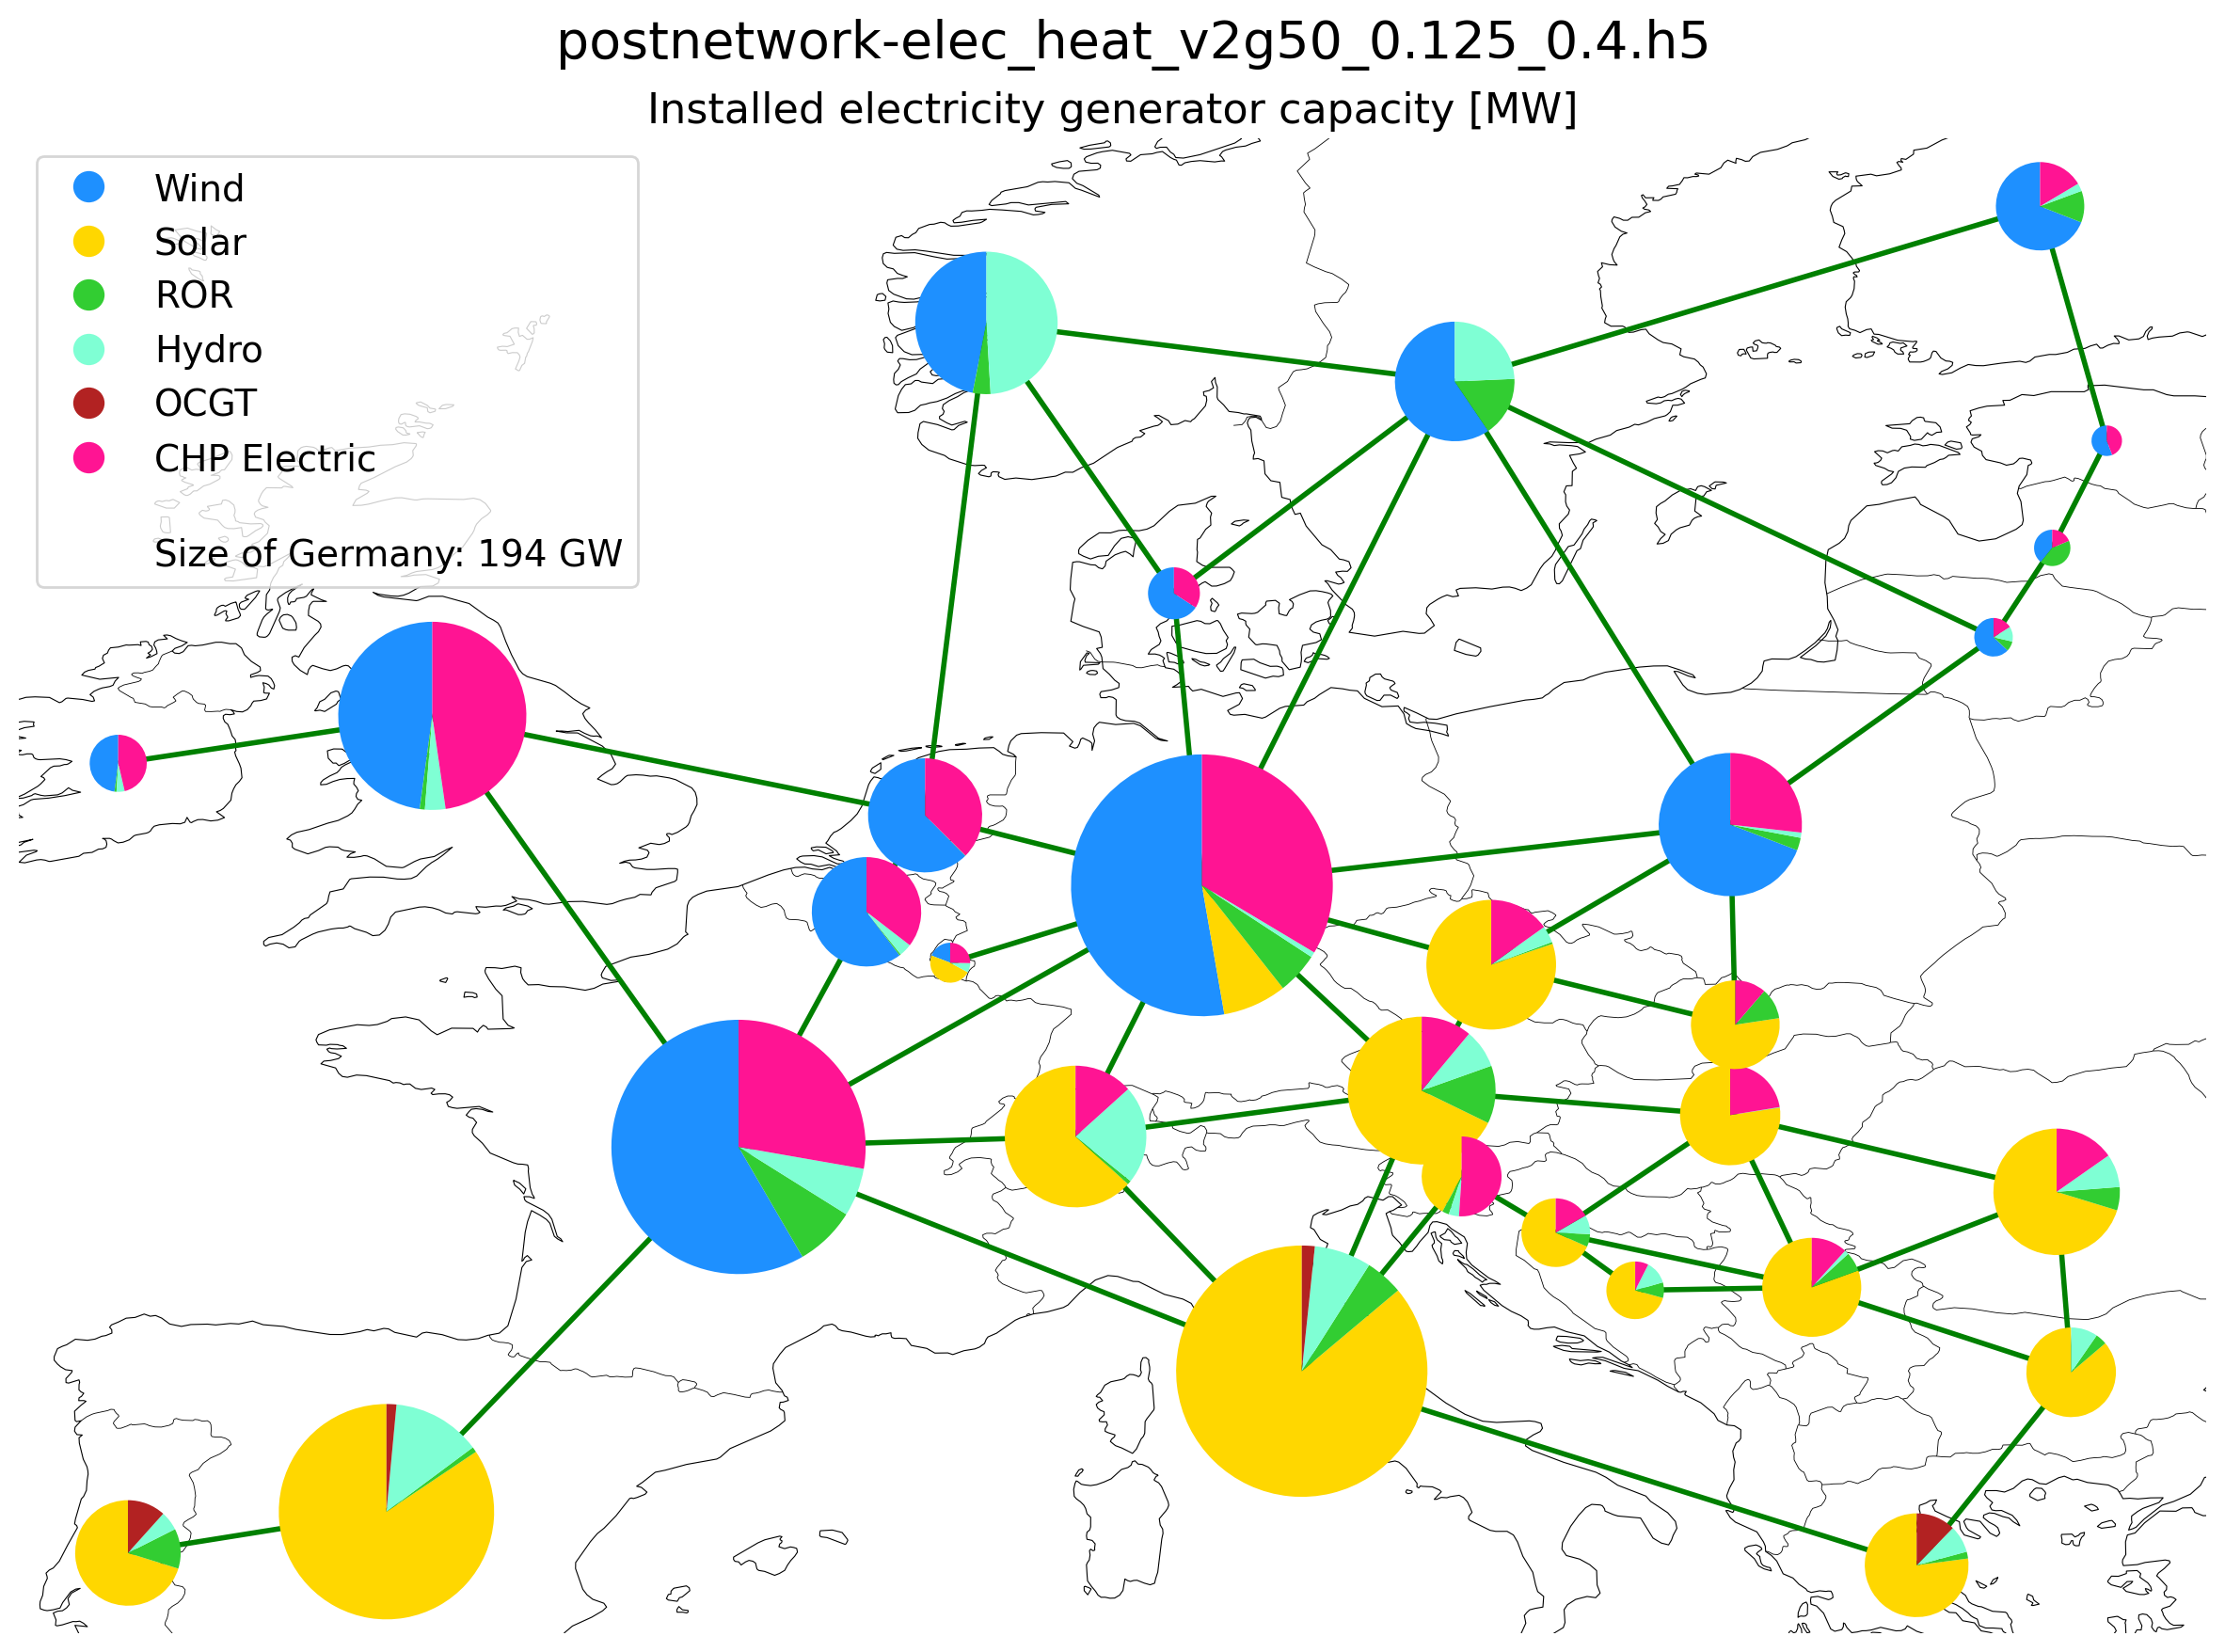 postnetwork-elec_heat_v2g50_0.125_0.4.h5
Installed electricity generator capacity [MW]
Wind
Solar
ROR
Hydro
OCGT
CHP Electric
Size of Germany: 194 GW